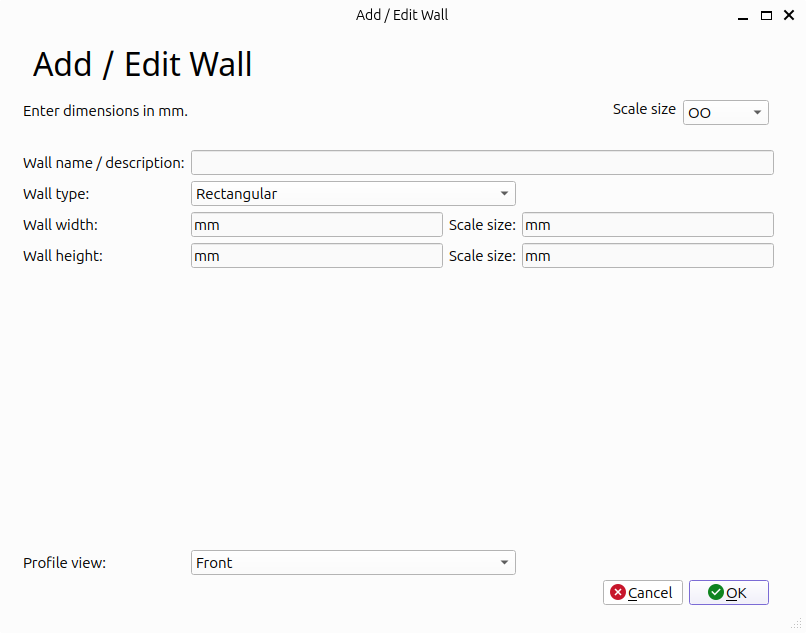 Add / Edit Wall
Add / Edit Wall
Enter dimensions in mm.
Scale size OO
Wall name / description:
Wall type: Rectangular
Wall width: mm Scale size: mm
Wall height: mm Scale size: mm
Profile view: Front
Cancel OK